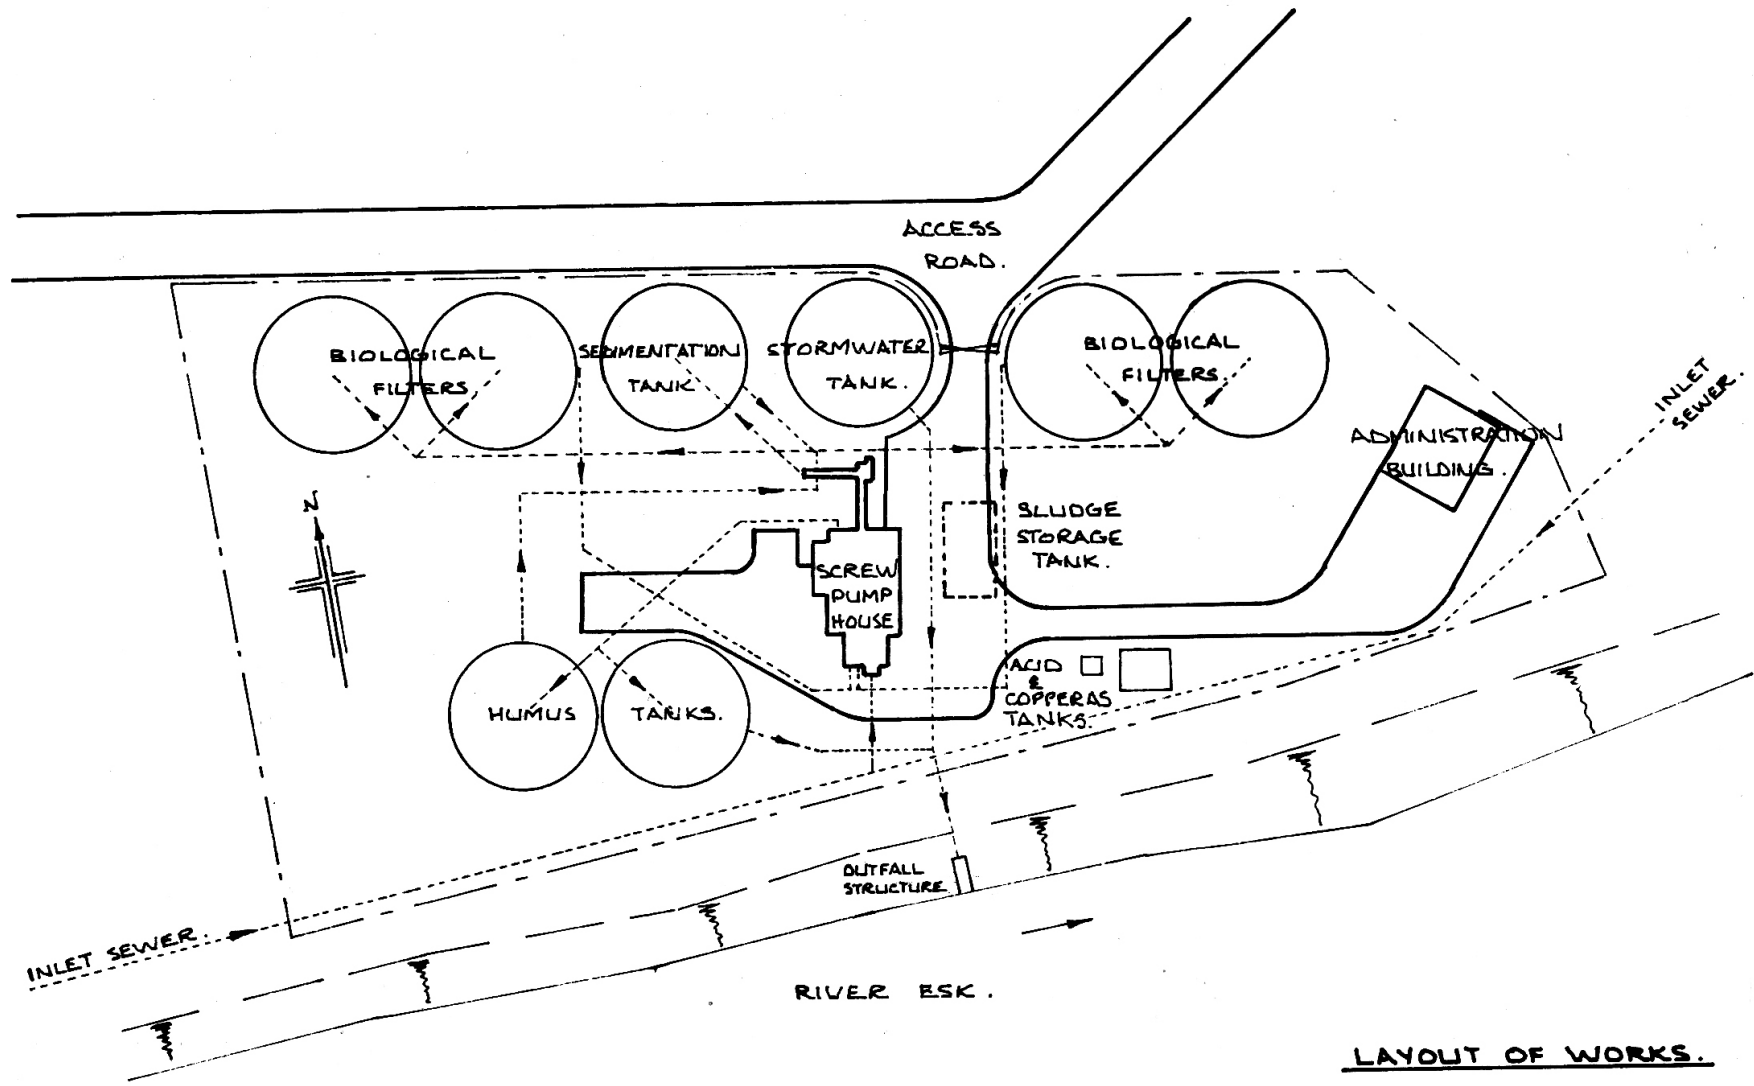 ACCESS
ROAD.
BIOLOGICAL
FILTERS
SEDIMENTATION
TANK
STORMWATER
TANK.
BIOLOGICAL
FILTERS.
INLET
SEWER.
ADMINISTRATION
BUILDING.
N
SLUDGE
STORAGE
TANK.
SCREW
PUMP
HOUSE
ACID
&
COPPERAS
TANKS.
HUMUS TANKS.
OUTFALL
STRUCTURE
INLET SEWER.
RIVER ESK.
LAYOUT OF WORKS.